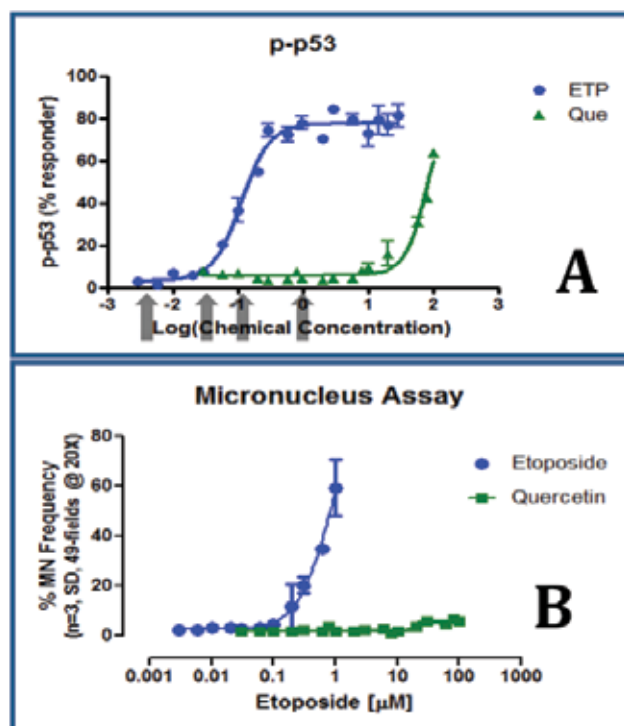 p-p53
ETP
Que
p-p53 (% responder)
100
80
60
40
20
0
-3 -2 -1 0 1 2 3
Log(Chemical Concentration)
A
Micronucleus Assay
Etoposide
Quercetin
% MN Frequency
(n=3, SD, 49-fields @ 20X)
80
60
40
20
0
0.001 0.01 0.1 1 10 100 1000
Etoposide [µM]
B